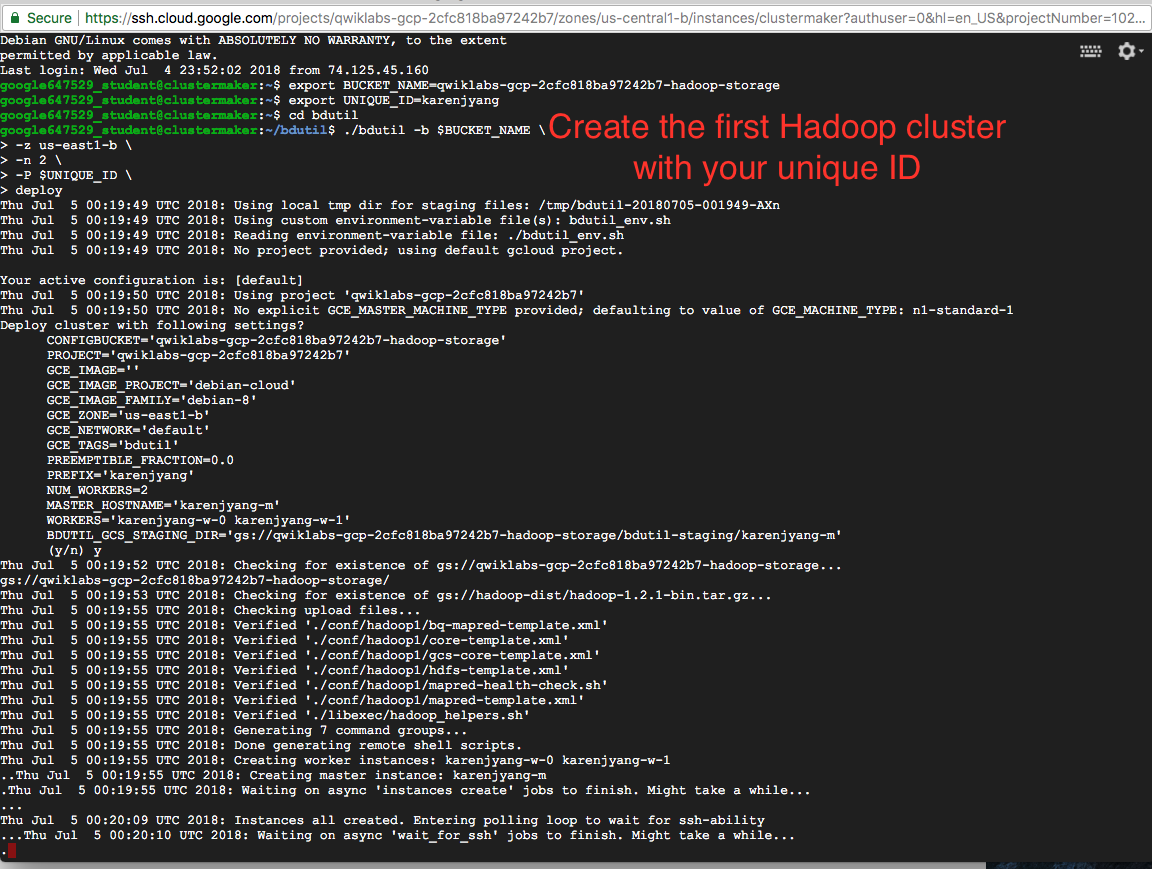 Secure https://ssh.cloud.google.com/projects/qwiklabs-gcp-2cfc818ba97242b7/zones/us-central1-b/instances/clustermaker?authuser=0&hl=en_US&projectNumber=102...
Debian GNU/Linux comes with ABSOLUTELY NO WARRANTY, to the extent
permitted by applicable law.
Last login: Wed Jul  4 23:52:02 2018 from 74.125.45.160
google647529_student@clustermaker:~$ export BUCKET_NAME=qwiklabs-gcp-2cfc818ba97242b7-hadoop-storage
google647529_student@clustermaker:~$ export UNIQUE_ID=karenjyang
google647529_student@clustermaker:~$ cd bdutil
google647529_student@clustermaker:~/bdutil$ ./bdutil -b $BUCKET_NAME \
Create the first Hadoop cluster
with your unique ID
> -z us-east1-b \
> -n 2 \
> -P $UNIQUE_ID \
> deploy
Thu Jul  5 00:19:49 UTC 2018: Using local tmp dir for staging files: /tmp/bdutil-20180705-001949-AXn
Thu Jul  5 00:19:49 UTC 2018: Using custom environment-variable file(s): bdutil_env.sh
Thu Jul  5 00:19:49 UTC 2018: Reading environment-variable file: ./bdutil_env.sh
Thu Jul  5 00:19:49 UTC 2018: No project provided; using default gcloud project.
Your active configuration is: [default]
Thu Jul  5 00:19:50 UTC 2018: Using project 'qwiklabs-gcp-2cfc818ba97242b7'
Thu Jul  5 00:19:50 UTC 2018: No explicit GCE_MASTER_MACHINE_TYPE provided; defaulting to value of GCE_MACHINE_TYPE: n1-standard-1
Deploy cluster with following settings?
CONFIGBUCKET='qwiklabs-gcp-2cfc818ba97242b7-hadoop-storage'
PROJECT='qwiklabs-gcp-2cfc818ba97242b7'
GCE_IMAGE=''
GCE_IMAGE_PROJECT='debian-cloud'
GCE_IMAGE_FAMILY='debian-8'
GCE_ZONE='us-east1-b'
GCE_NETWORK='default'
GCE_TAGS='bdutil'
PREEMPTIBLE_FRACTION=0.0
PREFIX='karenjyang'
NUM_WORKERS=2
MASTER_HOSTNAME='karenjyang-m'
WORKERS='karenjyang-w-0 karenjyang-w-1'
BDUTIL_GCS_STAGING_DIR='gs://qwiklabs-gcp-2cfc818ba97242b7-hadoop-storage/bdutil-staging/karenjyang-m'
(y/n) y
Thu Jul  5 00:19:52 UTC 2018: Checking for existence of gs://qwiklabs-gcp-2cfc818ba97242b7-hadoop-storage...
gs://qwiklabs-gcp-2cfc818ba97242b7-hadoop-storage/
Thu Jul  5 00:19:53 UTC 2018: Checking for existence of gs://hadoop-dist/hadoop-1.2.1-bin.tar.gz...
Thu Jul  5 00:19:55 UTC 2018: Checking upload files...
Thu Jul  5 00:19:55 UTC 2018: Verified './conf/hadoop1/bq-mapred-template.xml'
Thu Jul  5 00:19:55 UTC 2018: Verified './conf/hadoop1/core-template.xml'
Thu Jul  5 00:19:55 UTC 2018: Verified './conf/hadoop1/gcs-core-template.xml'
Thu Jul  5 00:19:55 UTC 2018: Verified './conf/hadoop1/hdfs-template.xml'
Thu Jul  5 00:19:55 UTC 2018: Verified './conf/hadoop1/mapred-health-check.sh'
Thu Jul  5 00:19:55 UTC 2018: Verified './conf/hadoop1/mapred-template.xml'
Thu Jul  5 00:19:55 UTC 2018: Verified './libexec/hadoop_helpers.sh'
Thu Jul  5 00:19:55 UTC 2018: Generating 7 command groups...
Thu Jul  5 00:19:55 UTC 2018: Done generating remote shell scripts.
Thu Jul  5 00:19:55 UTC 2018: Creating worker instances: karenjyang-w-0 karenjyang-w-1
..Thu Jul  5 00:19:55 UTC 2018: Creating master instance: karenjyang-m
.Thu Jul  5 00:19:55 UTC 2018: Waiting on async 'instances create' jobs to finish. Might take a while...
...
Thu Jul  5 00:20:09 UTC 2018: Instances all created. Entering polling loop to wait for ssh-ability
...Thu Jul  5 00:20:10 UTC 2018: Waiting on async 'wait_for_ssh' jobs to finish. Might take a while...
.